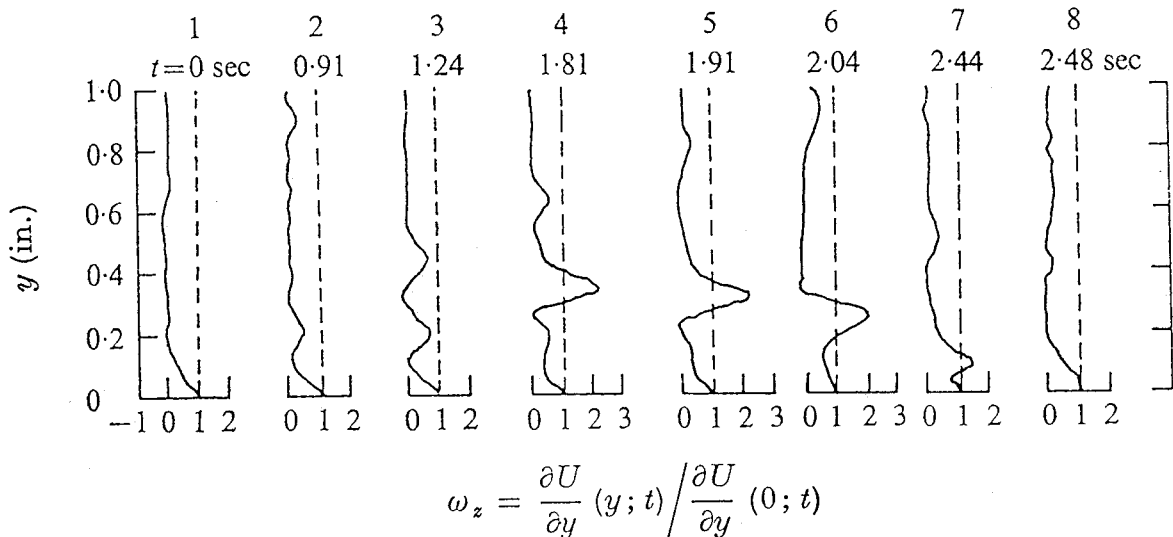 1 2 3 4 5 6 7 8
t=0 sec 0·91 1·24 1·81 1·91 2·04 2·44 2·48 sec
1·0
0·8
0·6
0·4
0·2
0
y (in.)
−1 0 1 2 0 1 2 0 1 2 0 1 2 3 0 1 2 3 0 1 2 3 0 1 2 0 1 2
ω_z = ∂U/∂y (y; t) / ∂U/∂y (0; t)